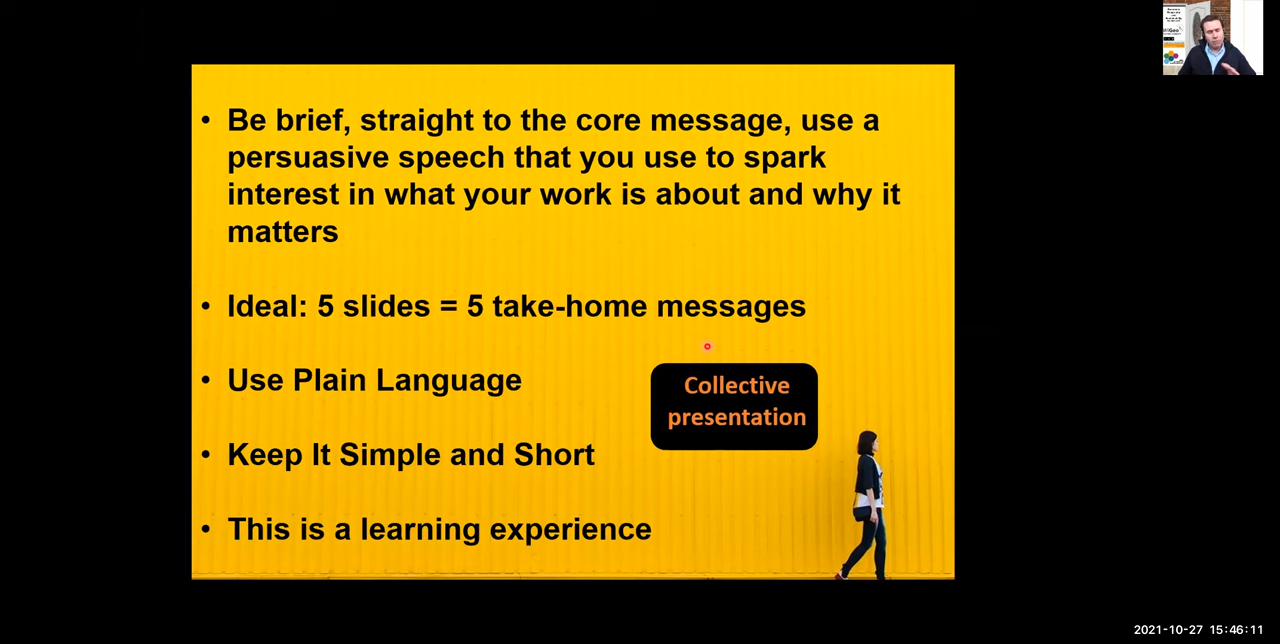 • Be brief, straight to the core message, use a
persuasive speech that you use to spark
interest in what your work is about and why it
matters
• Ideal: 5 slides = 5 take-home messages
• Use Plain Language
• Keep It Simple and Short
• This is a learning experience
Collective
presentation
2021-10-27 15:46:11